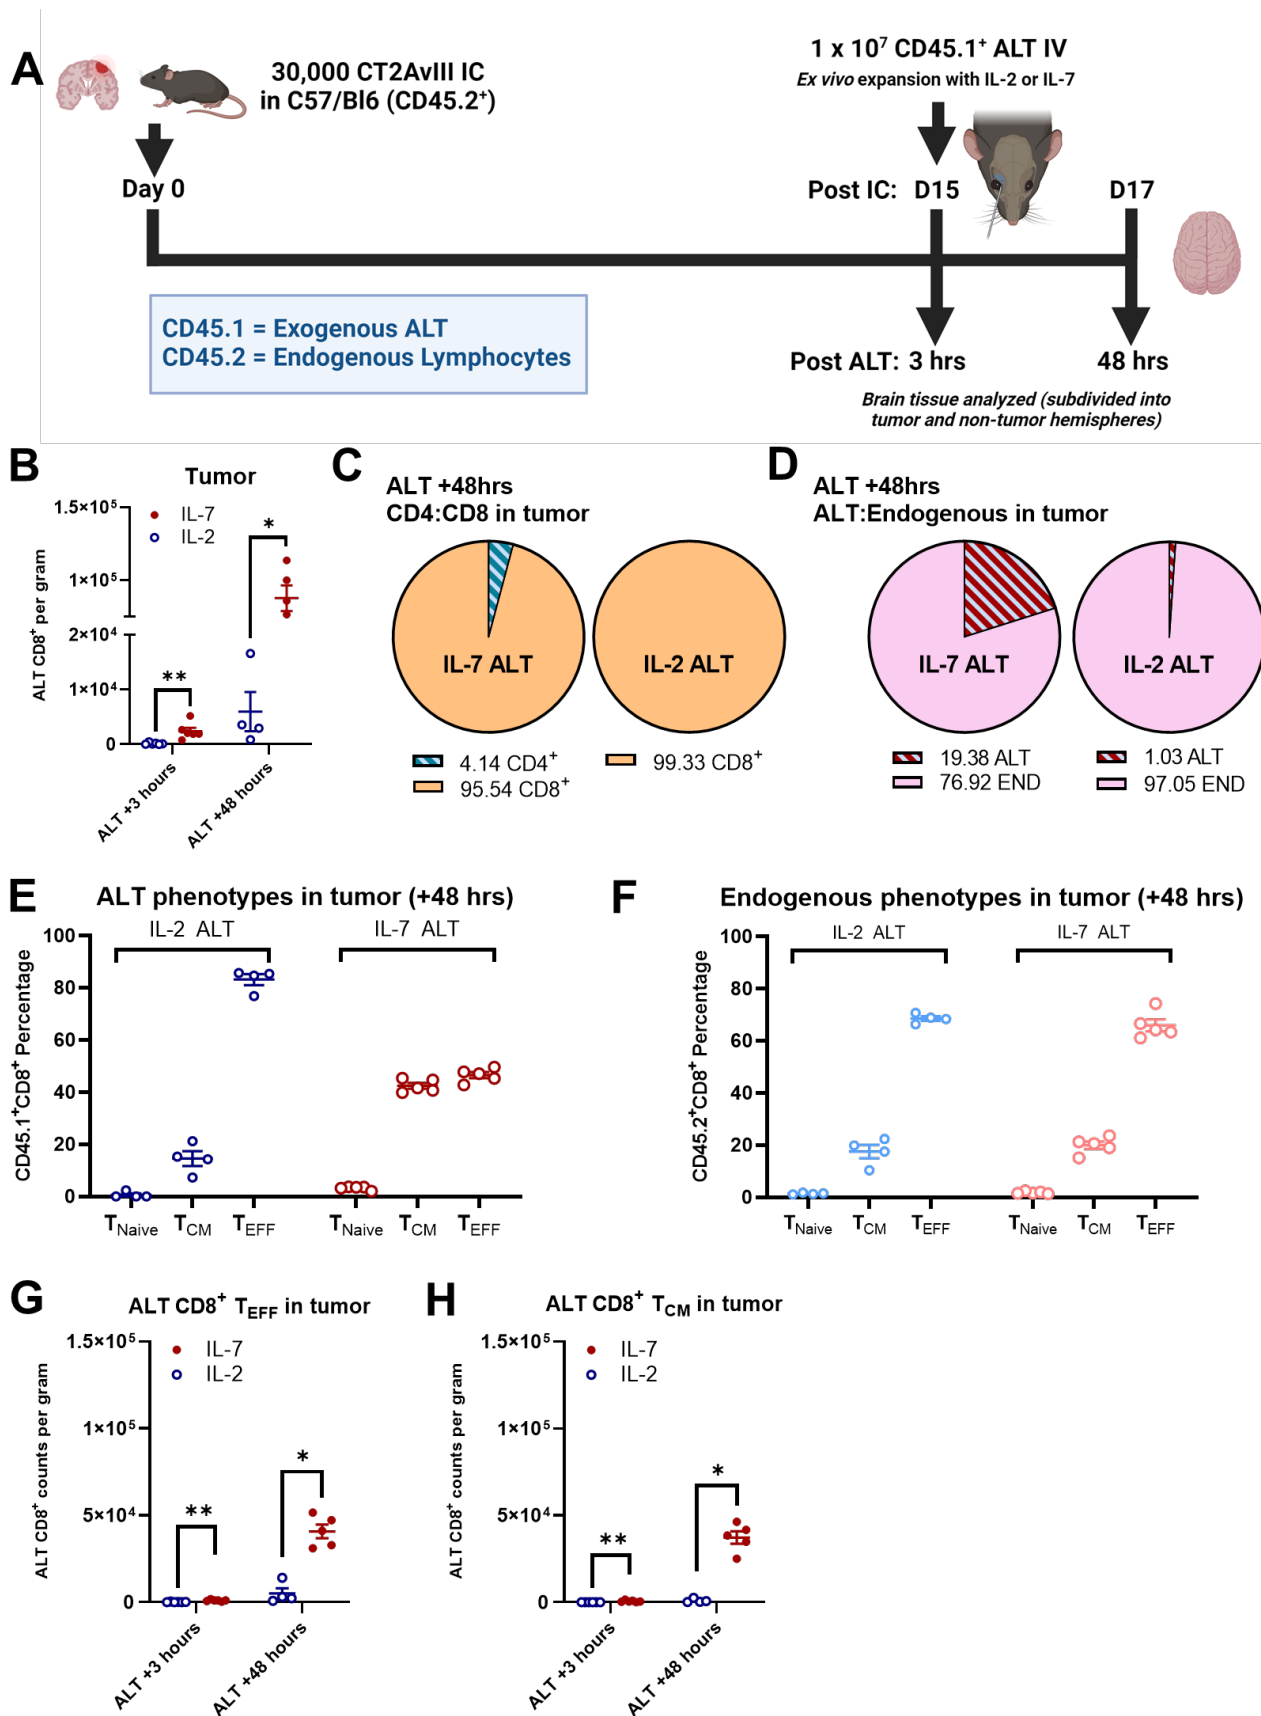 A
30,000 CT2AvIII IC
in C57/Bl6 (CD45.2⁺)
1 x 10⁷ CD45.1⁺ ALT IV
Ex vivo expansion with IL-2 or IL-7
Day 0
Post IC: D15
D17
CD45.1 = Exogenous ALT
CD45.2 = Endogenous Lymphocytes
Post ALT: 3 hrs
48 hrs
Brain tissue analyzed (subdivided into
tumor and non-tumor hemispheres)
B
Tumor
IL-7
IL-2
ALT CD8⁺ per gram
1.5×10⁵
1×10⁵
2×10⁴
1×10⁴
0
**
*
ALT +3 hours
ALT +48 hours
C
ALT +48hrs
CD4:CD8 in tumor
IL-7 ALT
IL-2 ALT
4.14 CD4⁺
95.54 CD8⁺
99.33 CD8⁺
D
ALT +48hrs
ALT:Endogenous in tumor
IL-7 ALT
IL-2 ALT
19.38 ALT
76.92 END
1.03 ALT
97.05 END
E
ALT phenotypes in tumor (+48 hrs)
IL-2 ALT
IL-7 ALT
CD45.1⁺CD8⁺ Percentage
100
80
60
40
20
0
TNaive
TCM
TEFF
TNaive
TCM
TEFF
F
Endogenous phenotypes in tumor (+48 hrs)
IL-2 ALT
IL-7 ALT
CD45.2⁺CD8⁺ Percentage
100
80
60
40
20
0
TNaive
TCM
TEFF
TNaive
TCM
TEFF
G
ALT CD8⁺ TEFF in tumor
IL-7
IL-2
ALT CD8⁺ counts per gram
1.5×10⁵
1×10⁵
5×10⁴
0
**
*
ALT +3 hours
ALT +48 hours
H
ALT CD8⁺ TCM in tumor
IL-7
IL-2
ALT CD8⁺ counts per gram
1.5×10⁵
1×10⁵
5×10⁴
0
**
*
ALT +3 hours
ALT +48 hours